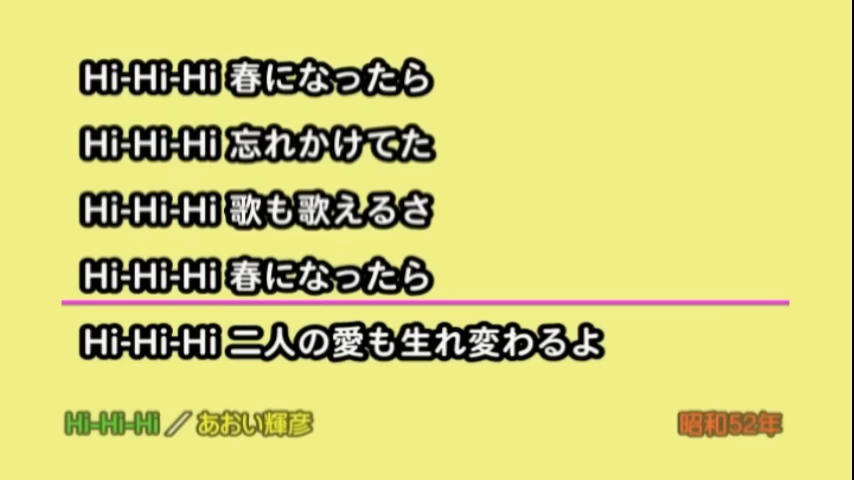 Hi-Hi-Hi 春になったら
Hi-Hi-Hi 忘れかけてた
Hi-Hi-Hi 歌も歌えるさ
Hi-Hi-Hi 春になったら
Hi-Hi-Hi 二人の愛も生れ変わるよ
Hi-Hi-Hi ／ あおい輝彦 昭和52年